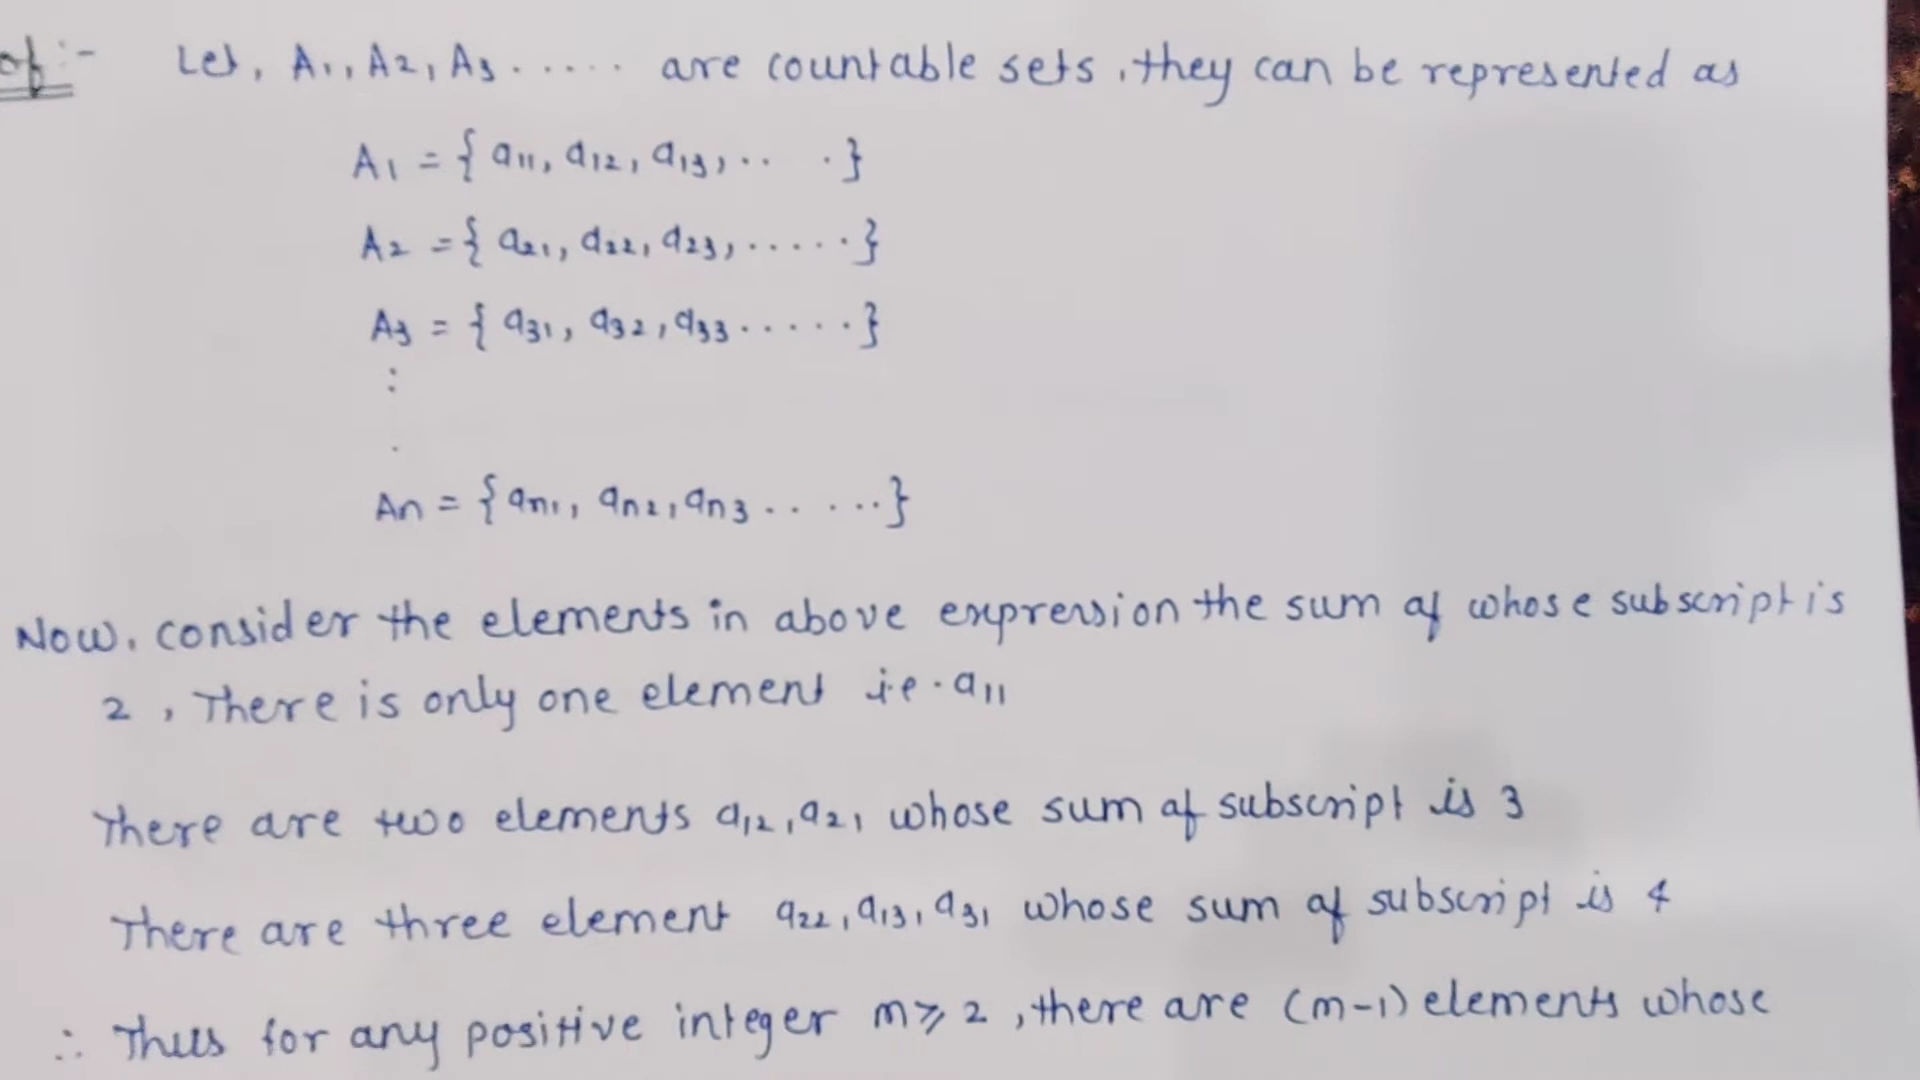 of :-  Let, A1, A2, A3 ..... are countable sets, they can be represented as
A1 = { a11, a12, a13, .. .}
A2 = { a21, a22, a23, .....}
A3 = { a31, a32, a33 .....}
:
.
An = { an1, an2, an3 .. ...}
Now, consider the elements in above expression the sum of whose subscript is
2, There is only one element i.e. a11
There are two elements a12, a21 whose sum of subscript is 3
There are three element a22, a13, a31 whose sum of subscript is 4
∴ Thus for any positive integer m ⩾ 2, there are (m-1) elements whose